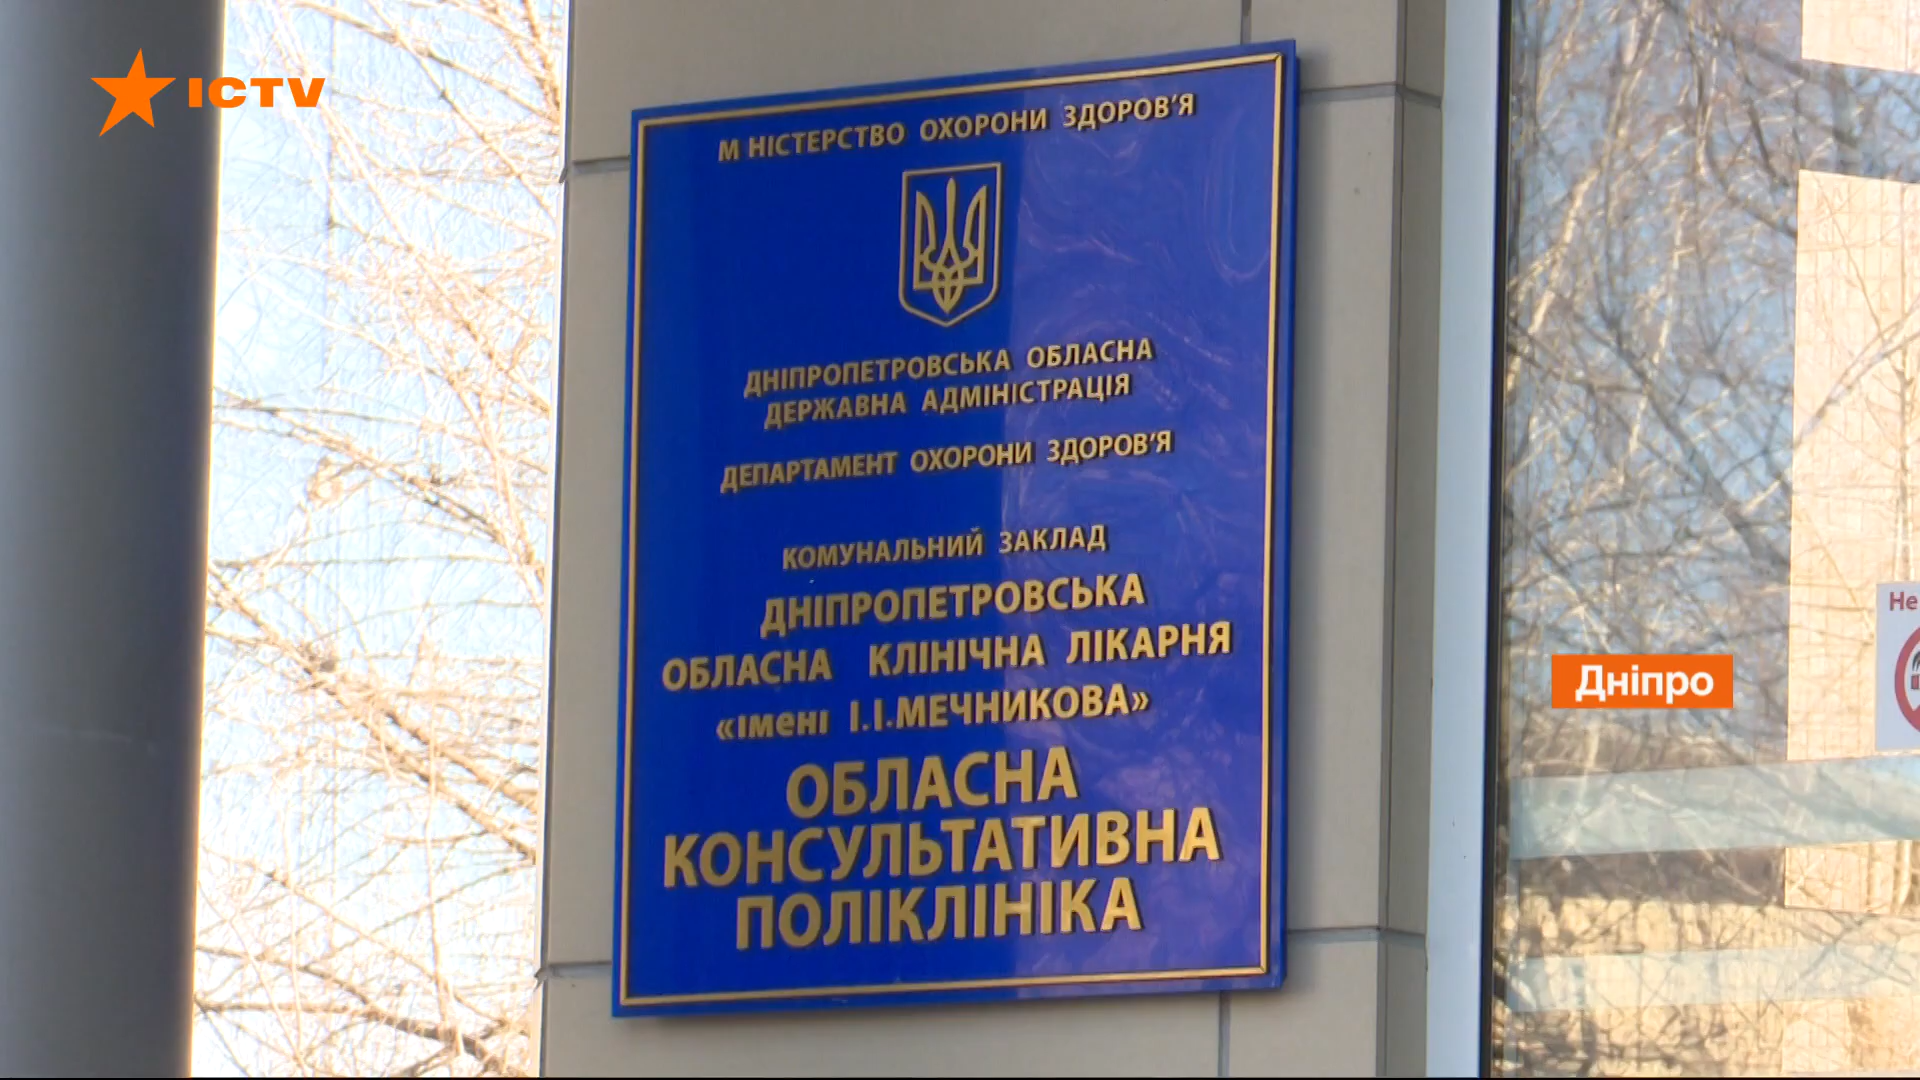 ICTV
М НІСТЕРСТВО ОХОРОНИ ЗДОРОВ'Я
ДНІПРОПЕТРОВСЬКА ОБЛАСНА
ДЕРЖАВНА АДМІНІСТРАЦІЯ
ДЕПАРТАМЕНТ ОХОРОНИ ЗДОРОВ'Я
КОМУНАЛЬНИЙ ЗАКЛАД
ДНІПРОПЕТРОВСЬКА
ОБЛАСНА КЛІНІЧНА ЛІКАРНЯ
«імені І.І.МЕЧНИКОВА»
ОБЛАСНА
КОНСУЛЬТАТИВНА
ПОЛІКЛІНІКА
Не
Дніпро